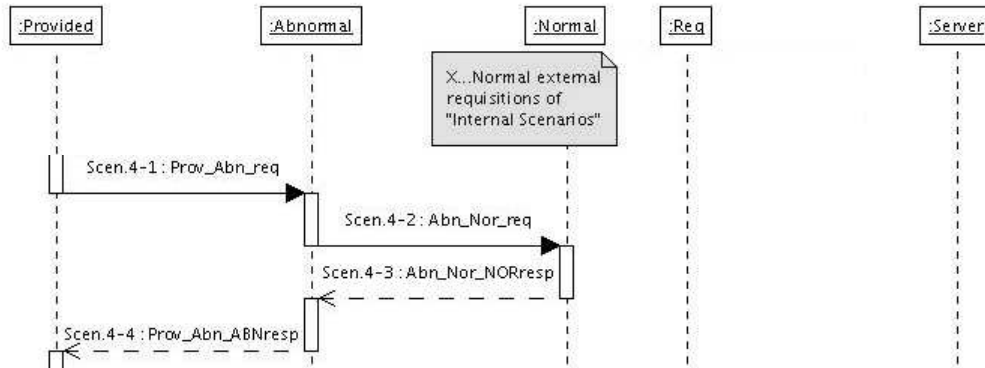 :Provided
:Abnormal
:Normal
:Req
:Server
X...Normal external
requisitions of
"Internal Scenarios"
Scen.4-1 : Prov_Abn_req
Scen.4-2 : Abn_Nor_req
Scen.4-3 : Abn_Nor_NORresp
Scen.4-4 : Prov_Abn_ABNresp